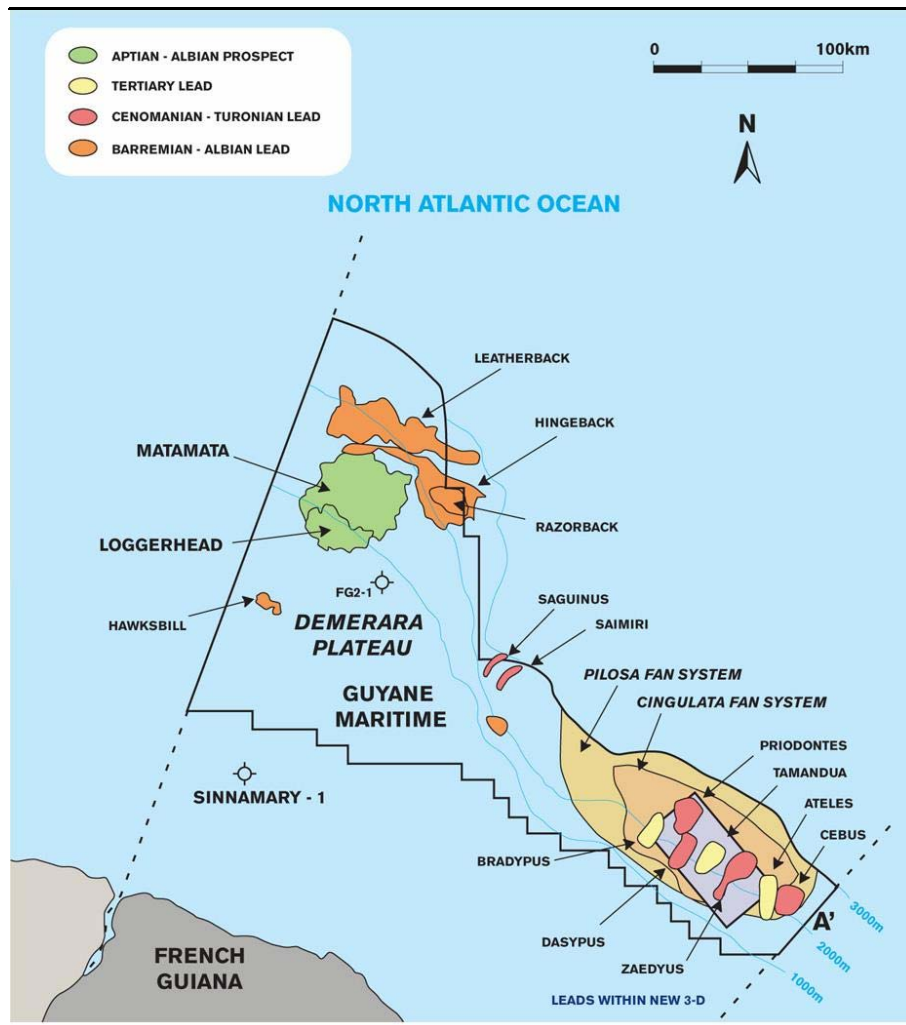 APTIAN - ALBIAN PROSPECT
TERTIARY LEAD
CENOMANIAN - TURONIAN LEAD
BARREMIAN - ALBIAN LEAD
0 100km
N
NORTH ATLANTIC OCEAN
LEATHERBACK
HINGEBACK
MATAMATA
RAZORBACK
LOGGERHEAD
FG2-1
HAWKSBILL
DEMERARA
PLATEAU
SAGUINUS
SAIMIRI
PILOSA FAN SYSTEM
CINGULATA FAN SYSTEM
GUYANE
MARITIME
PRIODONTES
TAMANDUA
ATELES
CEBUS
SINNAMARY - 1
BRADYPUS
DASYPUS
ZAEDYUS
A'
3000m
2000m
1000m
FRENCH
GUIANA
LEADS WITHIN NEW 3-D